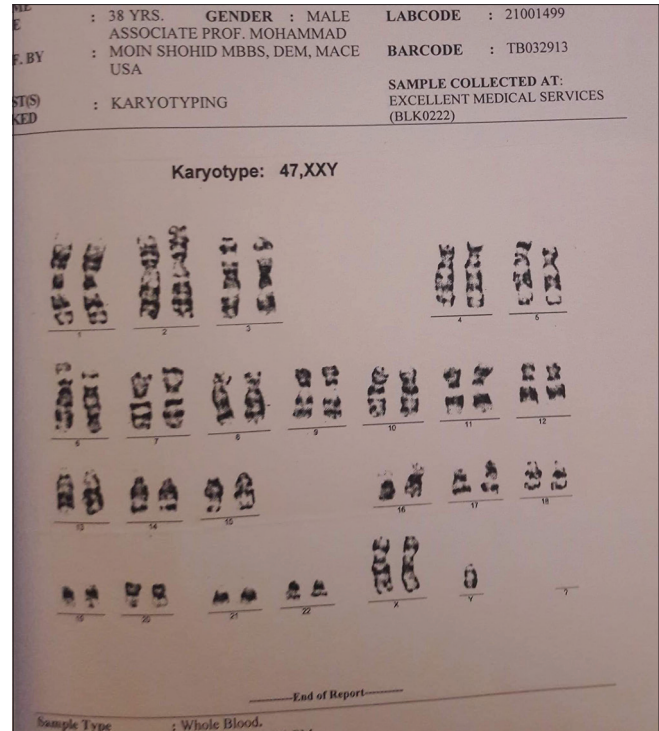 : 38 YRS. GENDER : MALE
LABCODE : 21001499
ASSOCIATE PROF. MOHAMMAD
F. BY : MOIN SHOHID MBBS, DEM, MACE
USA
BARCODE : TB032913
SAMPLE COLLECTED AT:
EXCELLENT MEDICAL SERVICES
(BLK0222)
ST(S) : KARYOTYPING
KED
Karyotype: 47,XXY
1 2 3 4 5
6 7 8 9 10 11 12
13 14 15 16 17 18
19 20 21 22 X Y ?
----------End of Report----------
Sample Type : Whole Blood.